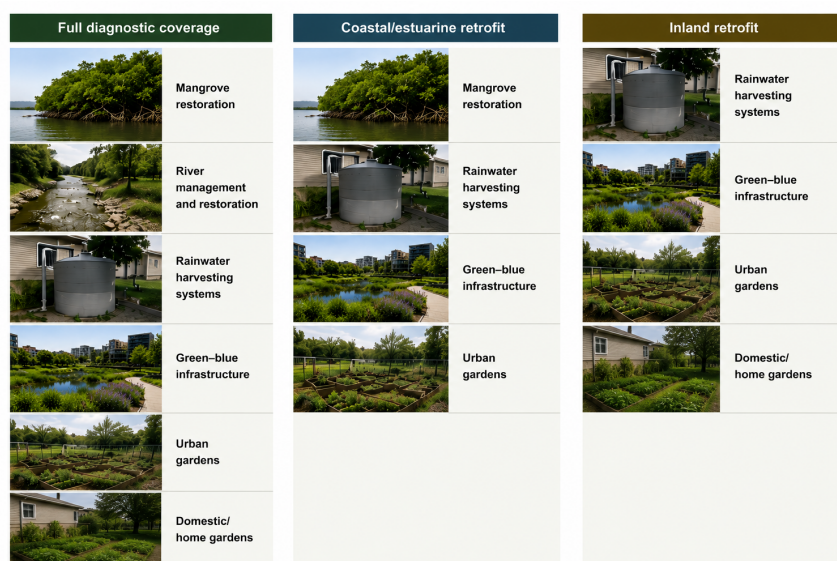 Full diagnostic coverage
Mangrove
restoration
River
management
and restoration
Rainwater
harvesting
systems
Green–blue
infrastructure
Urban
gardens
Domestic/
home gardens
Coastal/estuarine retrofit
Mangrove
restoration
Rainwater
harvesting
systems
Green–blue
infrastructure
Urban
gardens
Inland retrofit
Rainwater
harvesting
systems
Green–blue
infrastructure
Urban
gardens
Domestic/
home gardens